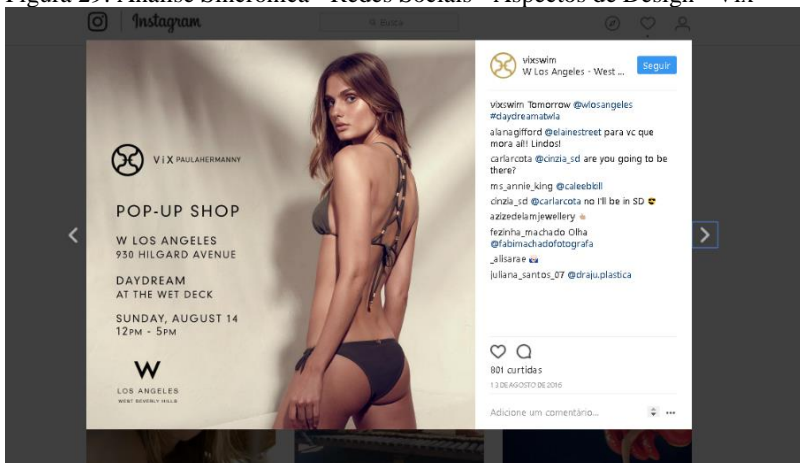 Figura 29: Análise Sincrônica - Redes Sociais - Aspectos de Design - Vix
Instagram
Busca
ViX PAULAHERMANNY
POP-UP SHOP
W LOS ANGELES
930 HILGARD AVENUE
DAYDREAM
AT THE WET DECK
SUNDAY, AUGUST 14
12PM - 5PM
W
LOS ANGELES
WEST BEVERLY HILLS
vixswim
W Los Angeles - West ...
Seguir
vixswim Tomorrow @wlosangeles
#daydreamatwla
alanagifford @elainestreet para vc que
mora aí!! Lindos!
carlarcota @cinzia_sd are you going to be
there?
ms_annie_king @caleebloll
cinzia_sd @carlarcota no I'll be in SD
azizedelamjewellery
fezinha_machado Olha
@fabimachadofotografa
_alisarae
juliana_santos_07 @draju.plastica
801 curtidas
13 DE AGOSTO DE 2016
Adicione um comentário...